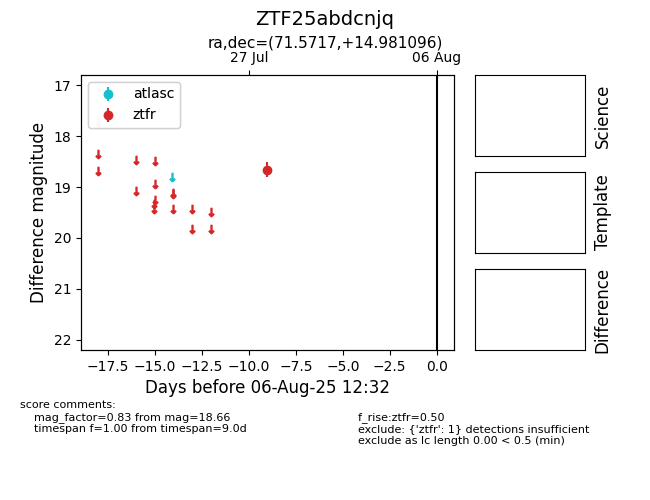 ZTF25abdcnjq
ra,dec=(71.5717,+14.981096)
27 Jul
06 Aug
atlasc
ztfr
17
18
19
20
21
22
Difference magnitude
−17.5
−15.0
−12.5
−10.0
−7.5
−5.0
−2.5
0.0
Days before 06-Aug-25 12:32
Science
Template
Difference
score comments:
mag_factor=0.83 from mag=18.66
timespan f=1.00 from timespan=9.0d
f_rise:ztfr=0.50
exclude: {'ztfr': 1} detections insufficient
exclude as lc length 0.00 < 0.5 (min)